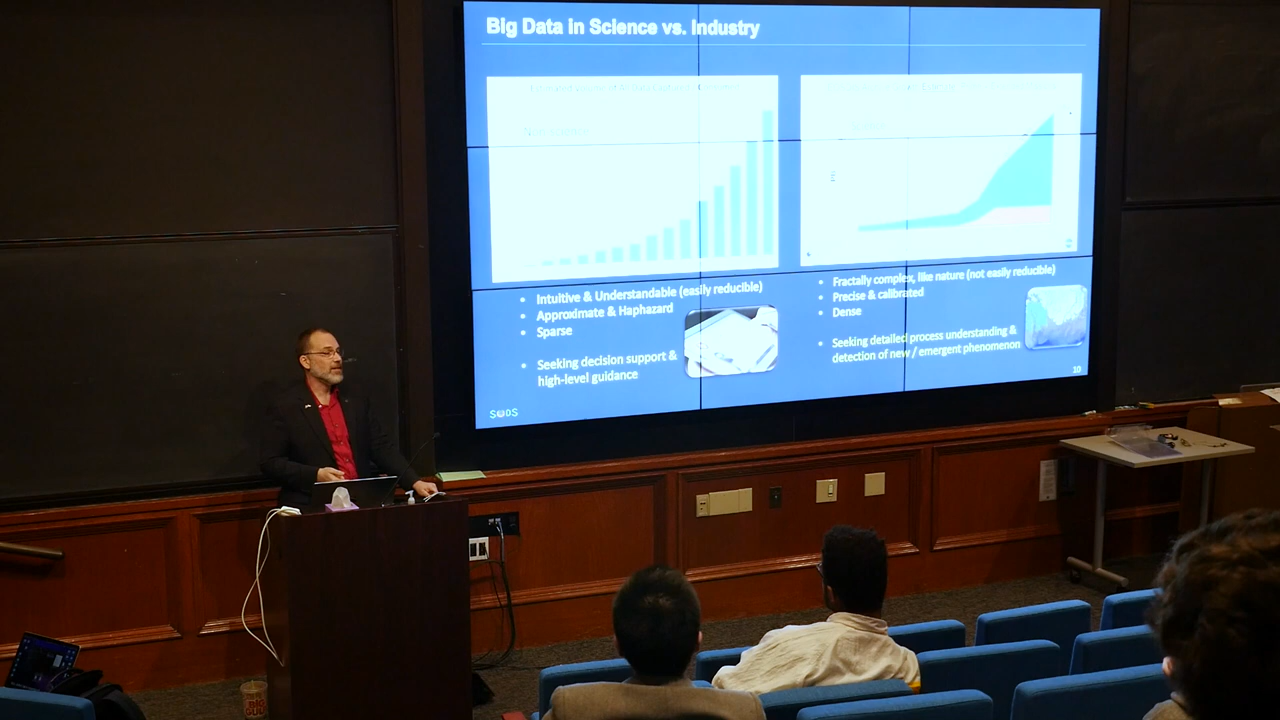 Big Data in Science vs. Industry
• Intuitive & Understandable (easily reducible)
• Approximate & Haphazard
• Sparse
• Seeking decision support &
high-level guidance
• Fractally complex, like nature (not easily reducible)
• Precise & calibrated
• Dense
• Seeking detailed process understanding &
detection of new / emergent phenomenon
10
BIG